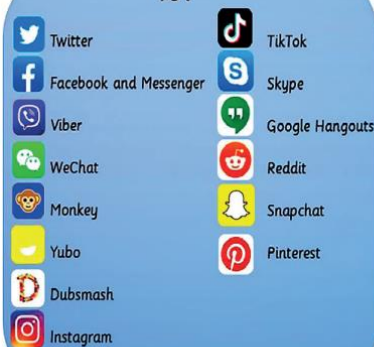 Twitter
Facebook and Messenger
Viber
WeChat
Monkey
Yubo
Dubsmash
Instagram
TikTok
Skype
Google Hangouts
Reddit
Snapchat
Pinterest